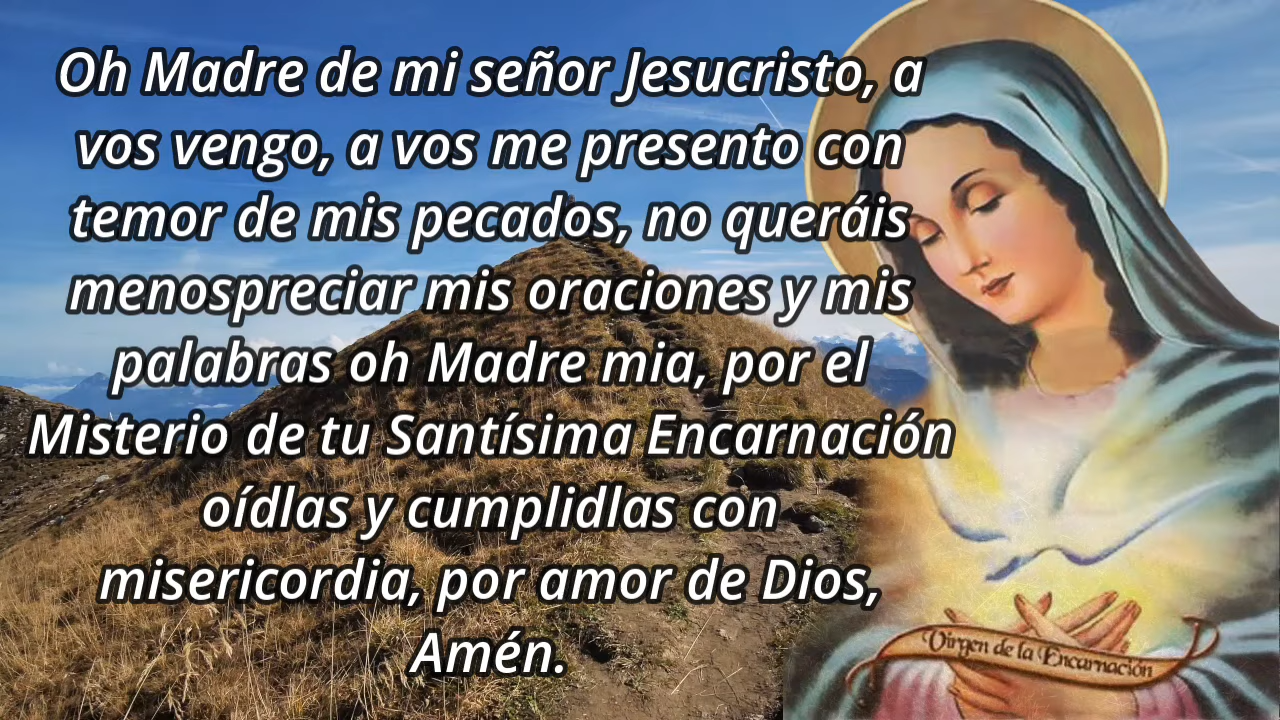 Oh Madre de mi señor Jesucristo, a
vos vengo, a vos me presento con
temor de mis pecados, no queráis
menospreciar mis oraciones y mis
palabras oh Madre mia, por el
Misterio de tu Santísima Encarnación
oídlas y cumplidlas con
misericordia, por amor de Dios,
Amén.
Virgen de la Encarnación